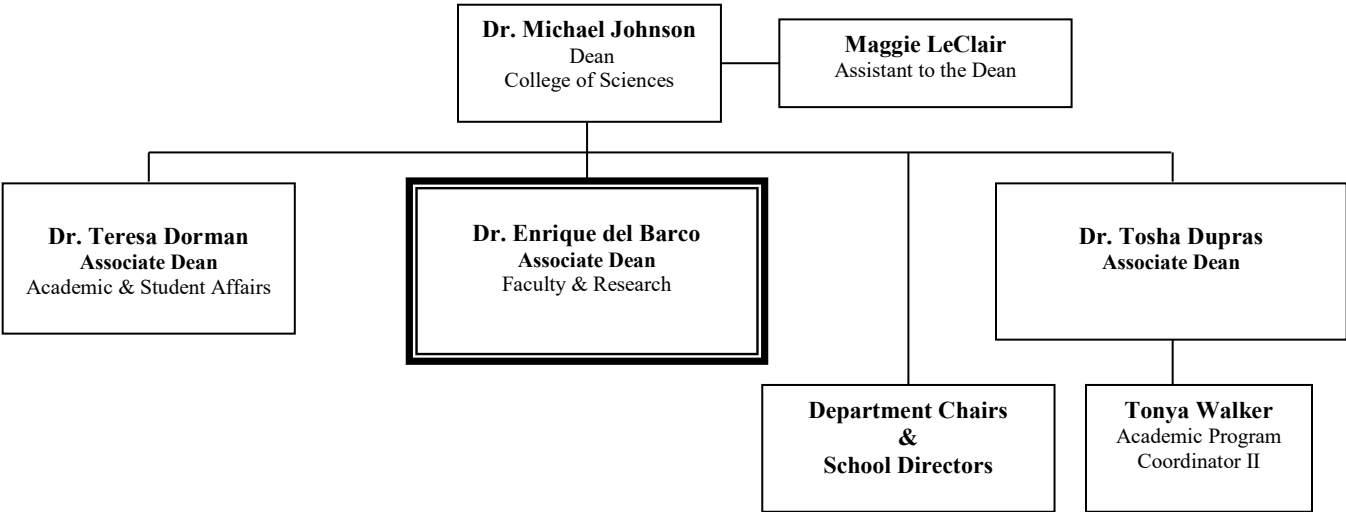 Dr. Michael Johnson
Dean
College of Sciences
Maggie LeClair
Assistant to the Dean
Dr. Teresa Dorman
Associate Dean
Academic & Student Affairs
Dr. Enrique del Barco
Associate Dean
Faculty & Research
Dr. Tosha Dupras
Associate Dean
Department Chairs
&
School Directors
Tonya Walker
Academic Program
Coordinator II